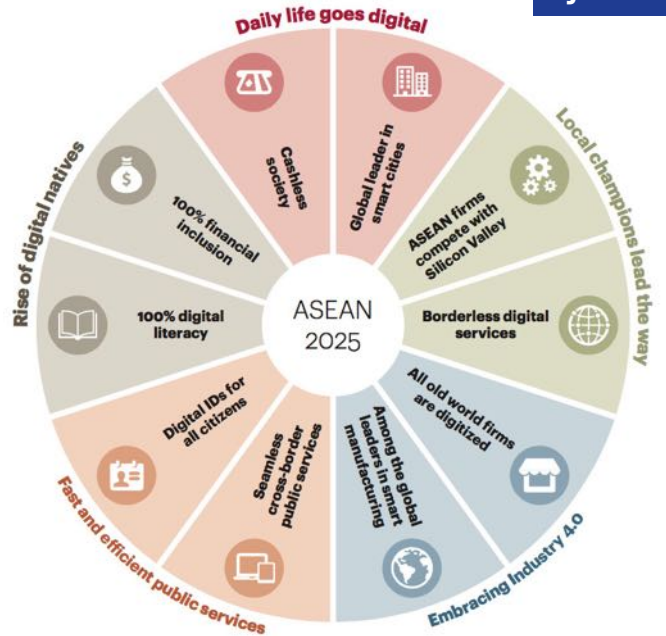 Daily life goes digital
Cashless
society
Global leader in
smart cities
Local champions lead the way
ASEAN firms
compete with
Silicon Valley
Borderless digital
services
Embracing Industry 4.0
All old world firms
are digitized
Among the global
leaders in smart
manufacturing
Fast and efficient public services
Seamless
cross-border
public services
Digital IDs for
all citizens
Rise of digital natives
100% digital
literacy
100% financial
inclusion
ASEAN
2025